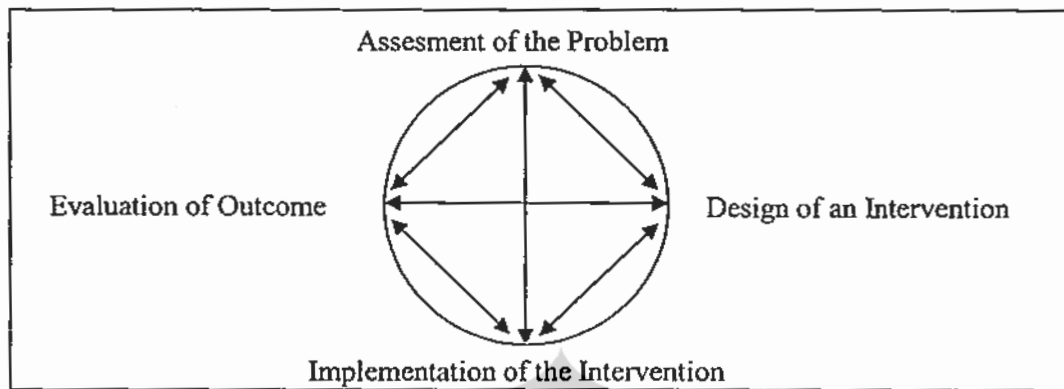 Assesment of the Problem
Evaluation of Outcome
Design of an Intervention
Implementation of the Intervention